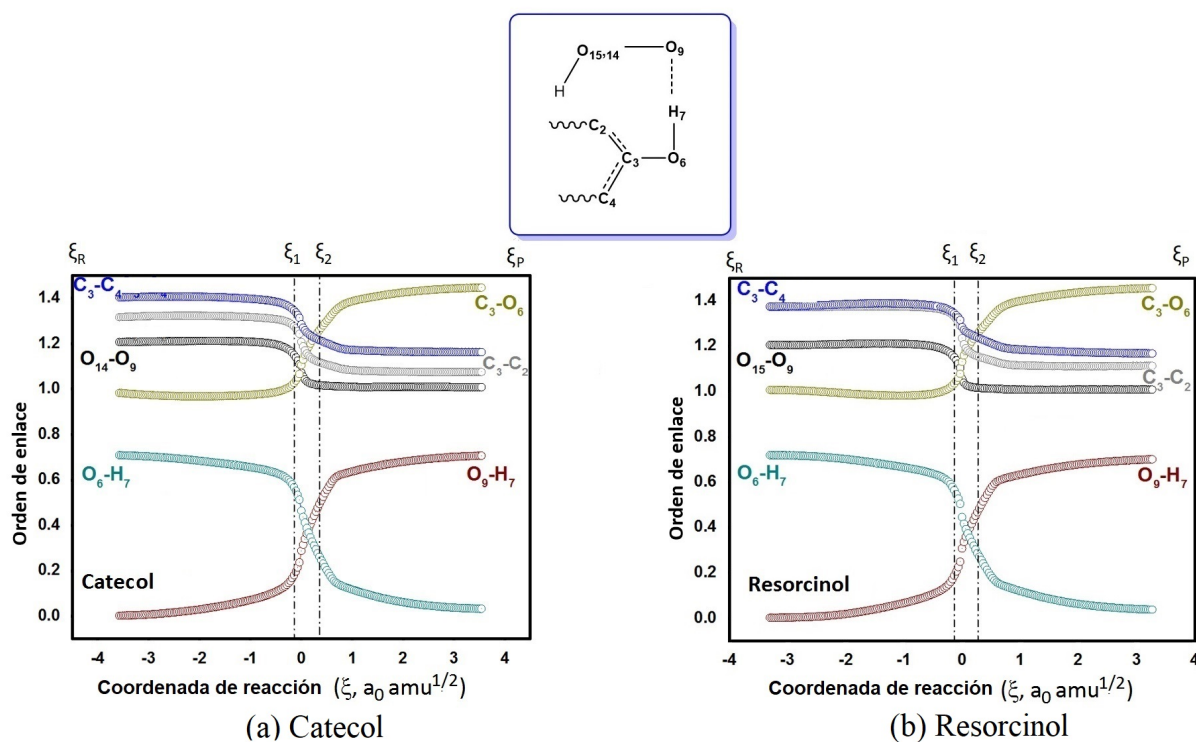 O15,14 O9
H
H7
C2
C3 O6
C4
ξR ξ1 ξ2 ξP
1.4
1.2
1.0
0.8
0.6
0.4
0.2
0.0
Orden de enlace
C3-C4
C3-O6
O14-O9
C3-C2
O6-H7
O9-H7
Catecol
-4 -3 -2 -1 0 1 2 3 4
Coordenada de reacción (ξ, a0 amu1/2)
(a) Catecol
ξR ξ1 ξ2 ξP
1.4
1.2
1.0
0.8
0.6
0.4
0.2
0.0
Orden de enlace
C3-C4
C3-O6
O15-O9
C3-C2
O6-H7
O9-H7
Resorcinol
-4 -3 -2 -1 0 1 2 3 4
Coordenada de reacción (ξ, a0 amu1/2)
(b) Resorcinol